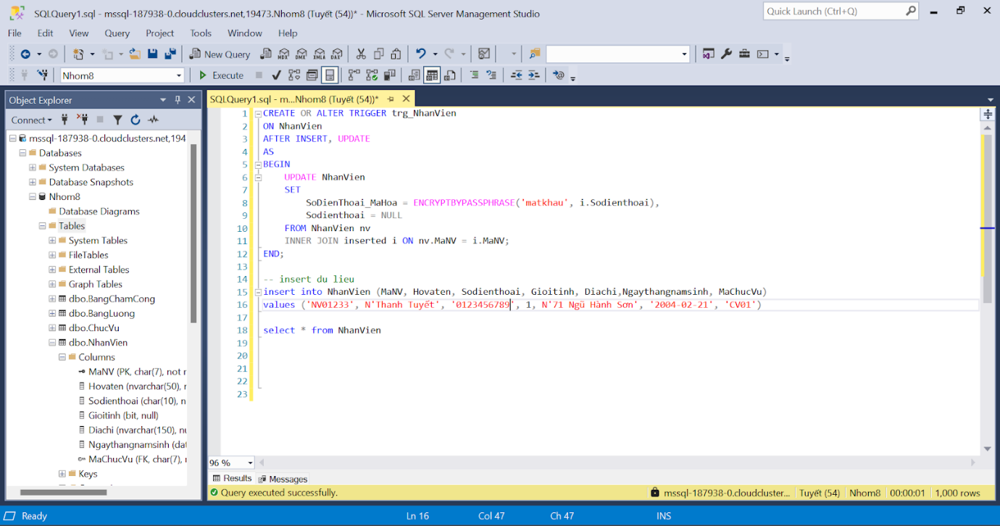 SQLQuery1.sql - mssql-187938-0.cloudclusters.net,19473.Nhom8 (Tuyết (54))* - Microsoft SQL Server Management Studio
Quick Launch (Ctrl+Q)
File Edit View Query Project Tools Window Help
New Query MDX DMX XMLA DAX
Nhom8 Execute
Object Explorer
SQLQuery1.sql - m...Nhom8 (Tuyết (54))*
Connect
mssql-187938-0.cloudclusters.net,194
Databases
System Databases
Database Snapshots
Nhom8
Database Diagrams
Tables
System Tables
FileTables
External Tables
Graph Tables
dbo.BangChamCong
dbo.BangLuong
dbo.ChucVu
dbo.NhanVien
Columns
MaNV (PK, char(7), not r
Hovaten (nvarchar(50), r
Sodienthoai (char(10), n
Gioitinh (bit, null)
Diachi (nvarchar(150), nu
Ngaythangnamsinh (dat
MaChucVu (FK, char(7), r
Keys
1 CREATE OR ALTER TRIGGER trg_NhanVien
2 ON NhanVien
3 AFTER INSERT, UPDATE
4 AS
5 BEGIN
6 UPDATE NhanVien
7 SET
8 SoDienThoai_MaHoa = ENCRYPTBYPASSPHRASE('matkhau', i.Sodienthoai),
9 Sodienthoai = NULL
10 FROM NhanVien nv
11 INNER JOIN inserted i ON nv.MaNV = i.MaNV;
12 END;
13
14 -- insert du lieu
15 insert into NhanVien (MaNV, Hovaten, Sodienthoai, Gioitinh, Diachi,Ngaythangnamsinh, MaChucVu)
16 values ('NV01233', N'Thanh Tuyết', '0123456789', 1, N'71 Ngũ Hành Sơn', '2004-02-21', 'CV01')
17
18 select * from NhanVien
19
20
21
22
23
96 %
Results Messages
Query executed successfully. mssql-187938-0.cloudcluster... Tuyết (54) Nhom8 00:00:01 1,000 rows
Ready Ln 16 Col 47 Ch 47 INS